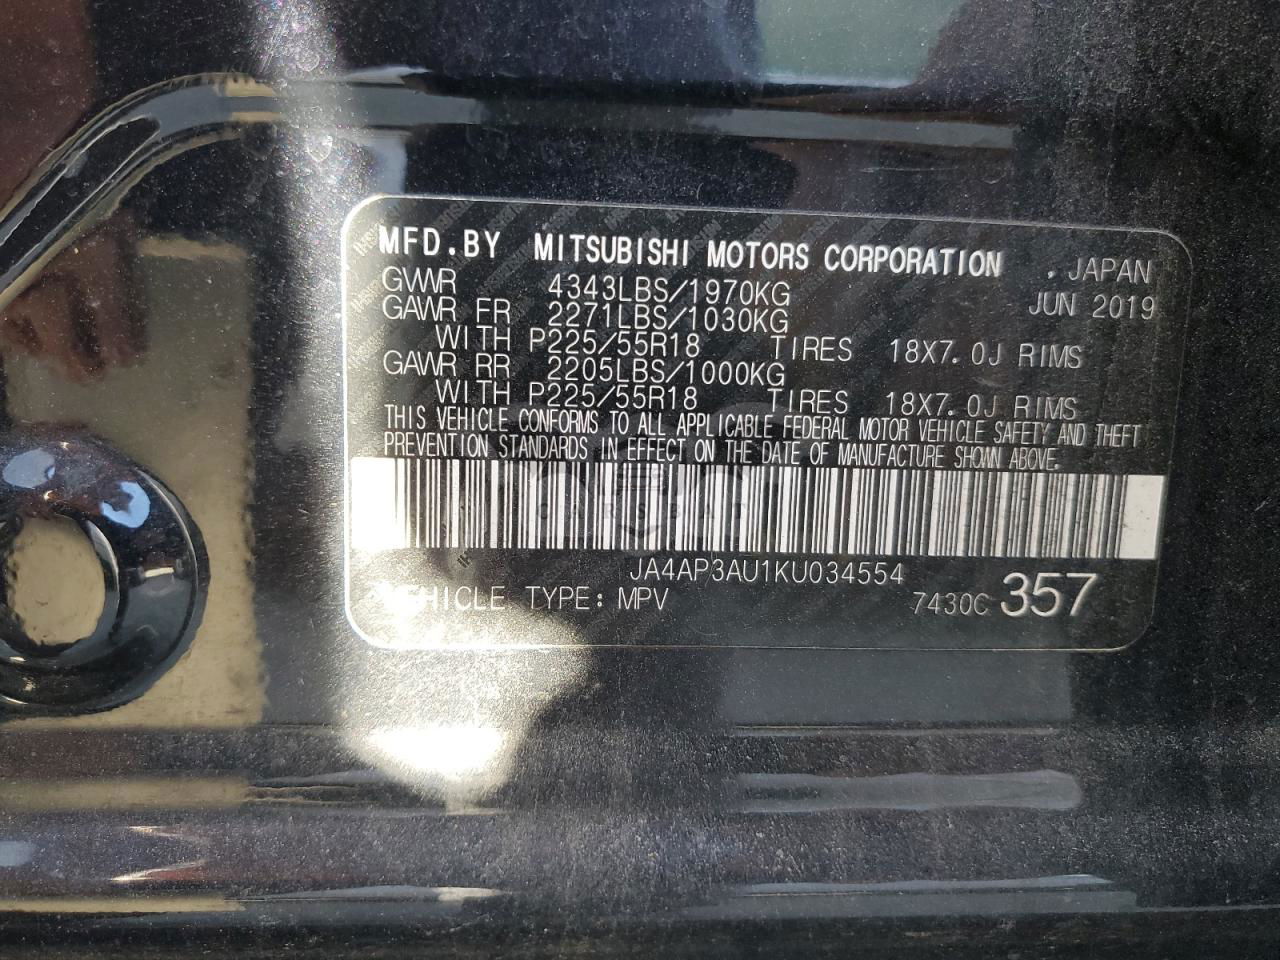 MFD.BY MITSUBISHI MOTORS CORPORATION . JAPAN
GVWR 4343LBS/1970KG JUN 2019
GAWR FR 2271LBS/1030KG
WITH P225/55R18 TIRES 18X7.0J RIMS
GAWR RR 2205LBS/1000KG
WITH P225/55R18 TIRES 18X7.0J RIMS
THIS VEHICLE CONFORMS TO ALL APPLICABLE FEDERAL MOTOR VEHICLE SAFETY AND THEFT
PREVENTION STANDARDS IN EFFECT ON THE DATE OF MANUFACTURE SHOWN ABOVE.
CARSBAT
JA4AP3AU1KU034554
VEHICLE TYPE: MPV 7430C 357